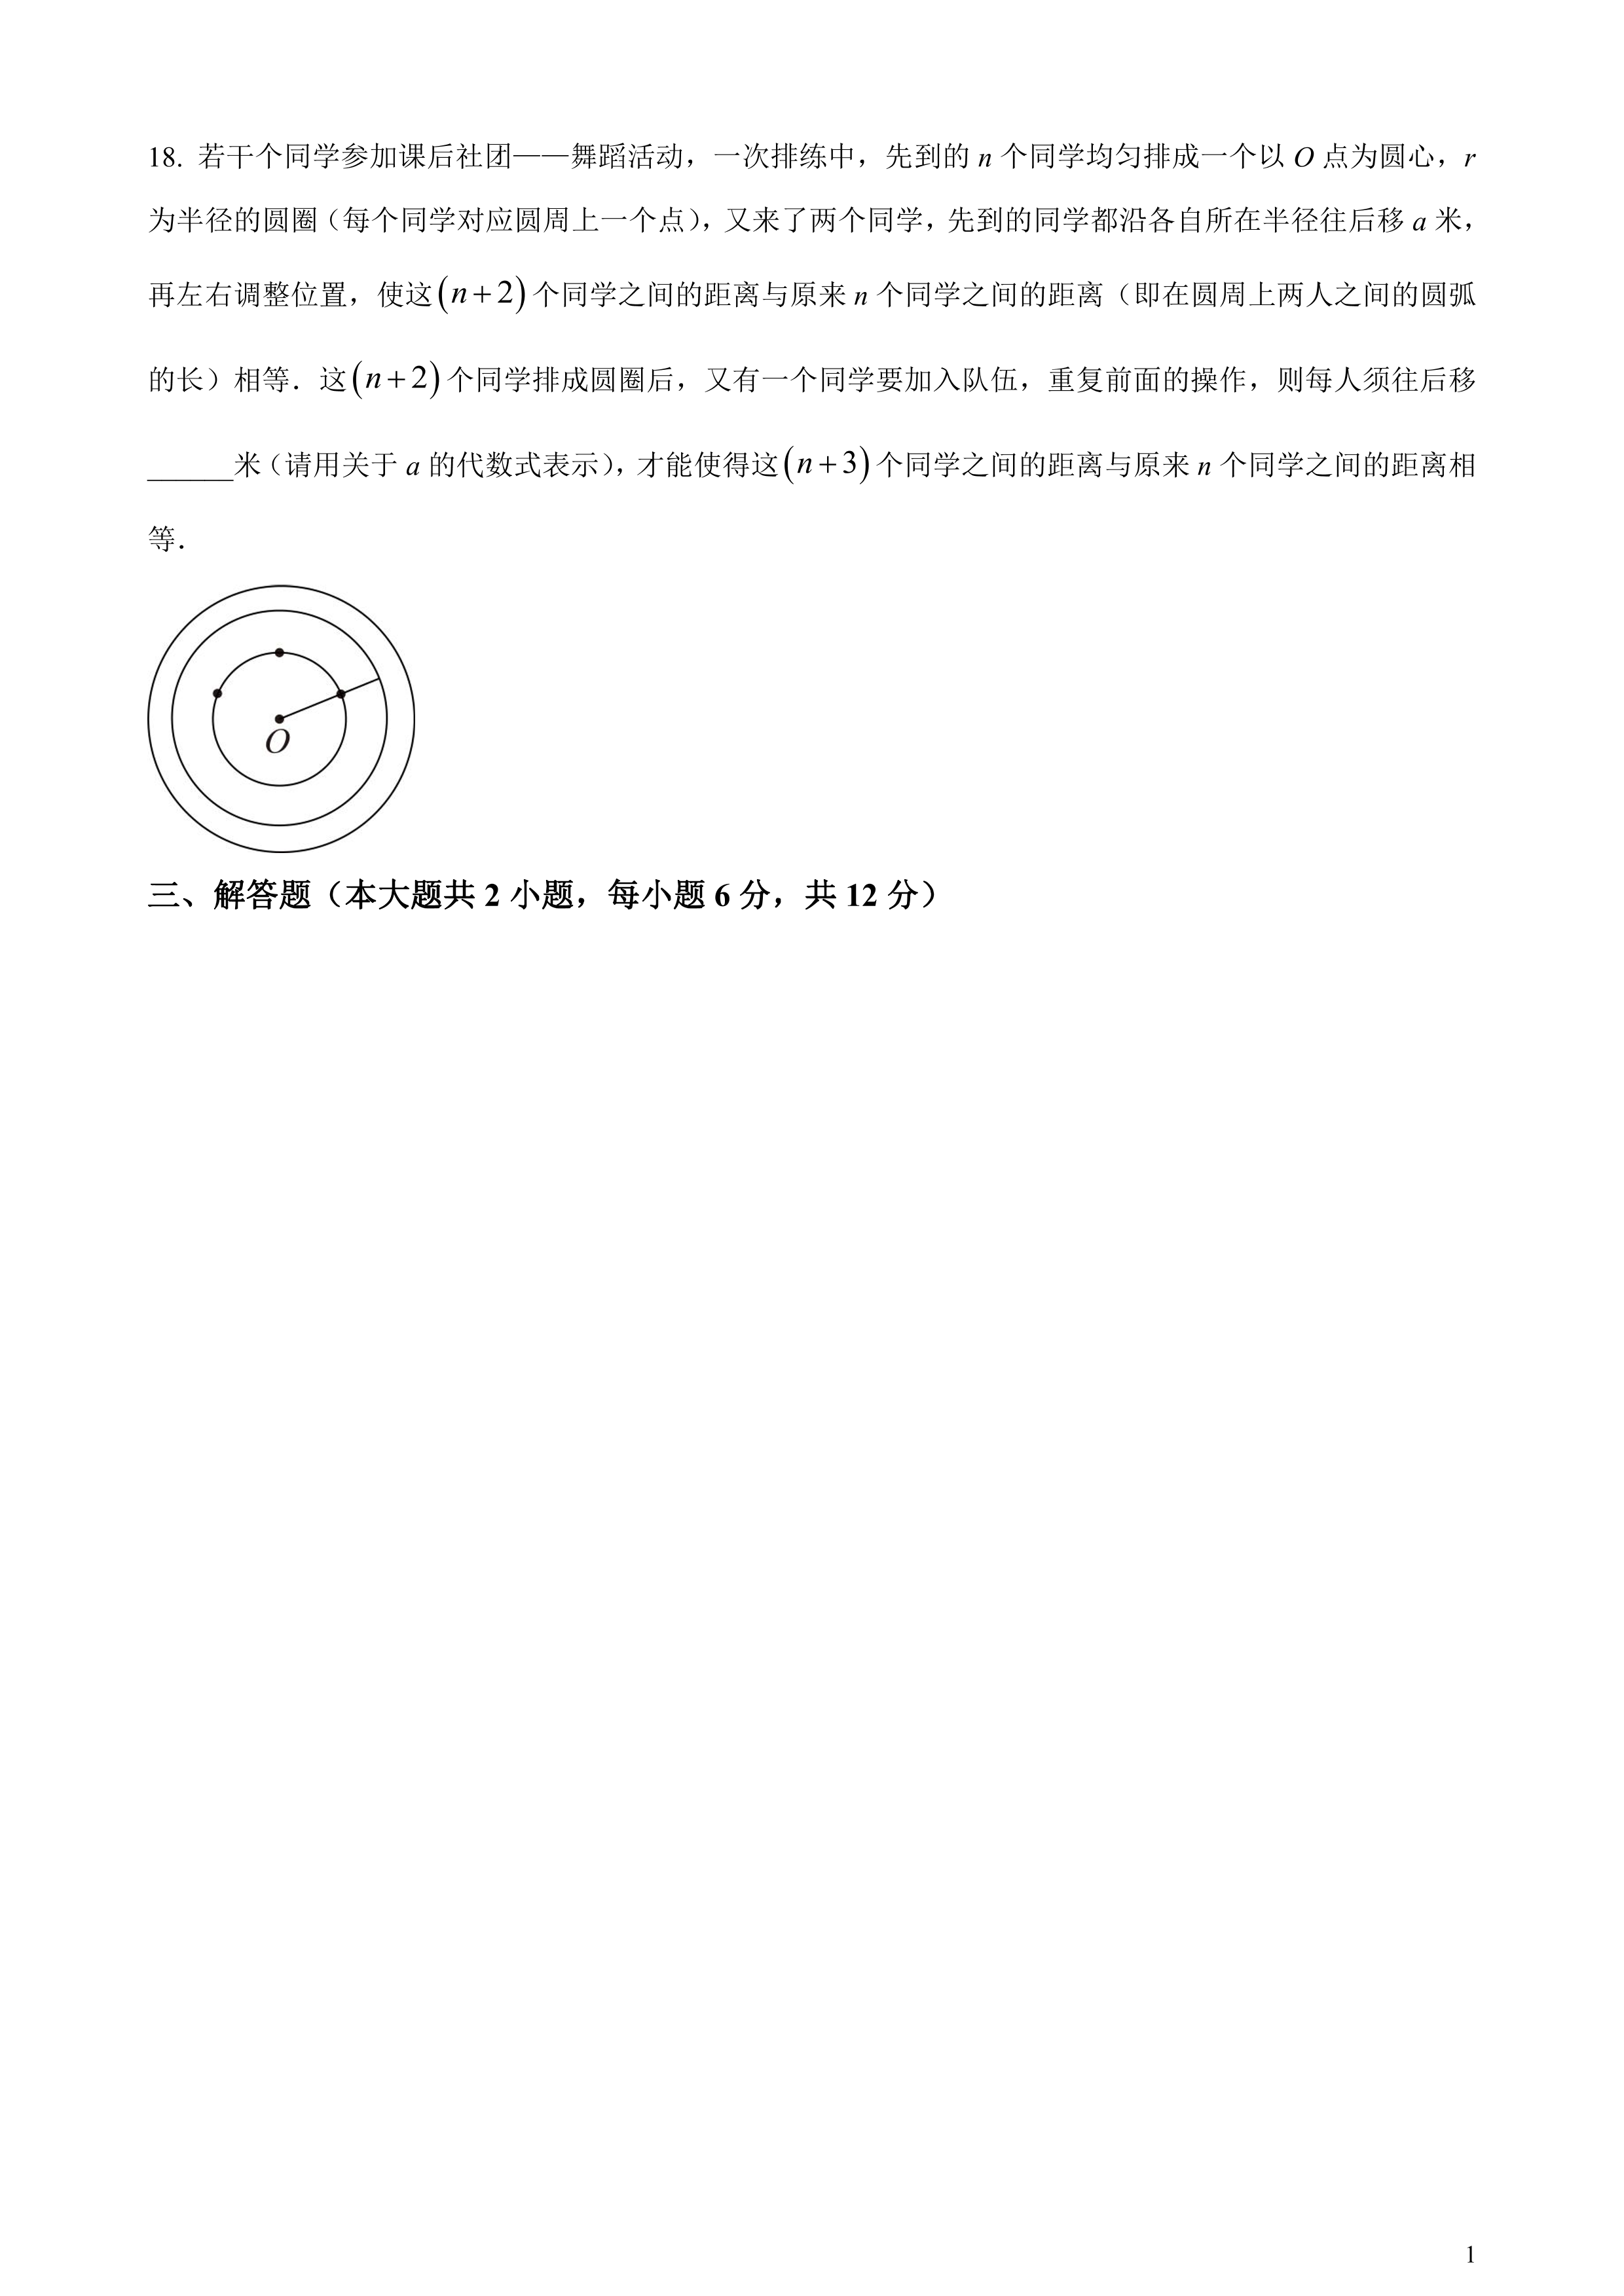 18. 若干个同学参加课后社团——舞蹈活动，一次排练中，先到的 n 个同学均匀排成一个以 O 点为圆心，r
为半径的圆圈（每个同学对应圆周上一个点），又来了两个同学，先到的同学都沿各自所在半径往后移 a 米，
再左右调整位置，使这(n+2)个同学之间的距离与原来 n 个同学之间的距离（即在圆周上两人之间的圆弧
的长）相等．这(n+2)个同学排成圆圈后，又有一个同学要加入队伍，重复前面的操作，则每人须往后移
______米（请用关于 a 的代数式表示），才能使得这(n+3)个同学之间的距离与原来 n 个同学之间的距离相
等．
O
三、解答题（本大题共 2 小题，每小题 6 分，共 12 分）
1